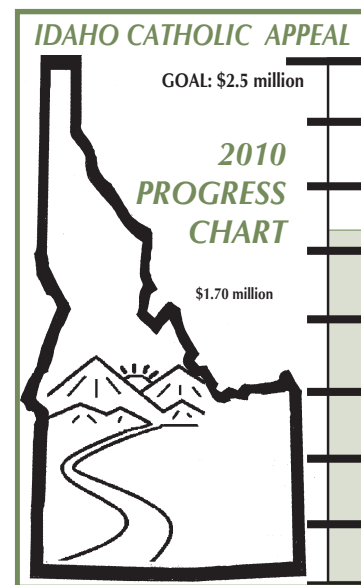 IDAHO CATHOLIC APPEAL
GOAL: $2.5 million
2010
PROGRESS
CHART
$1.70 million